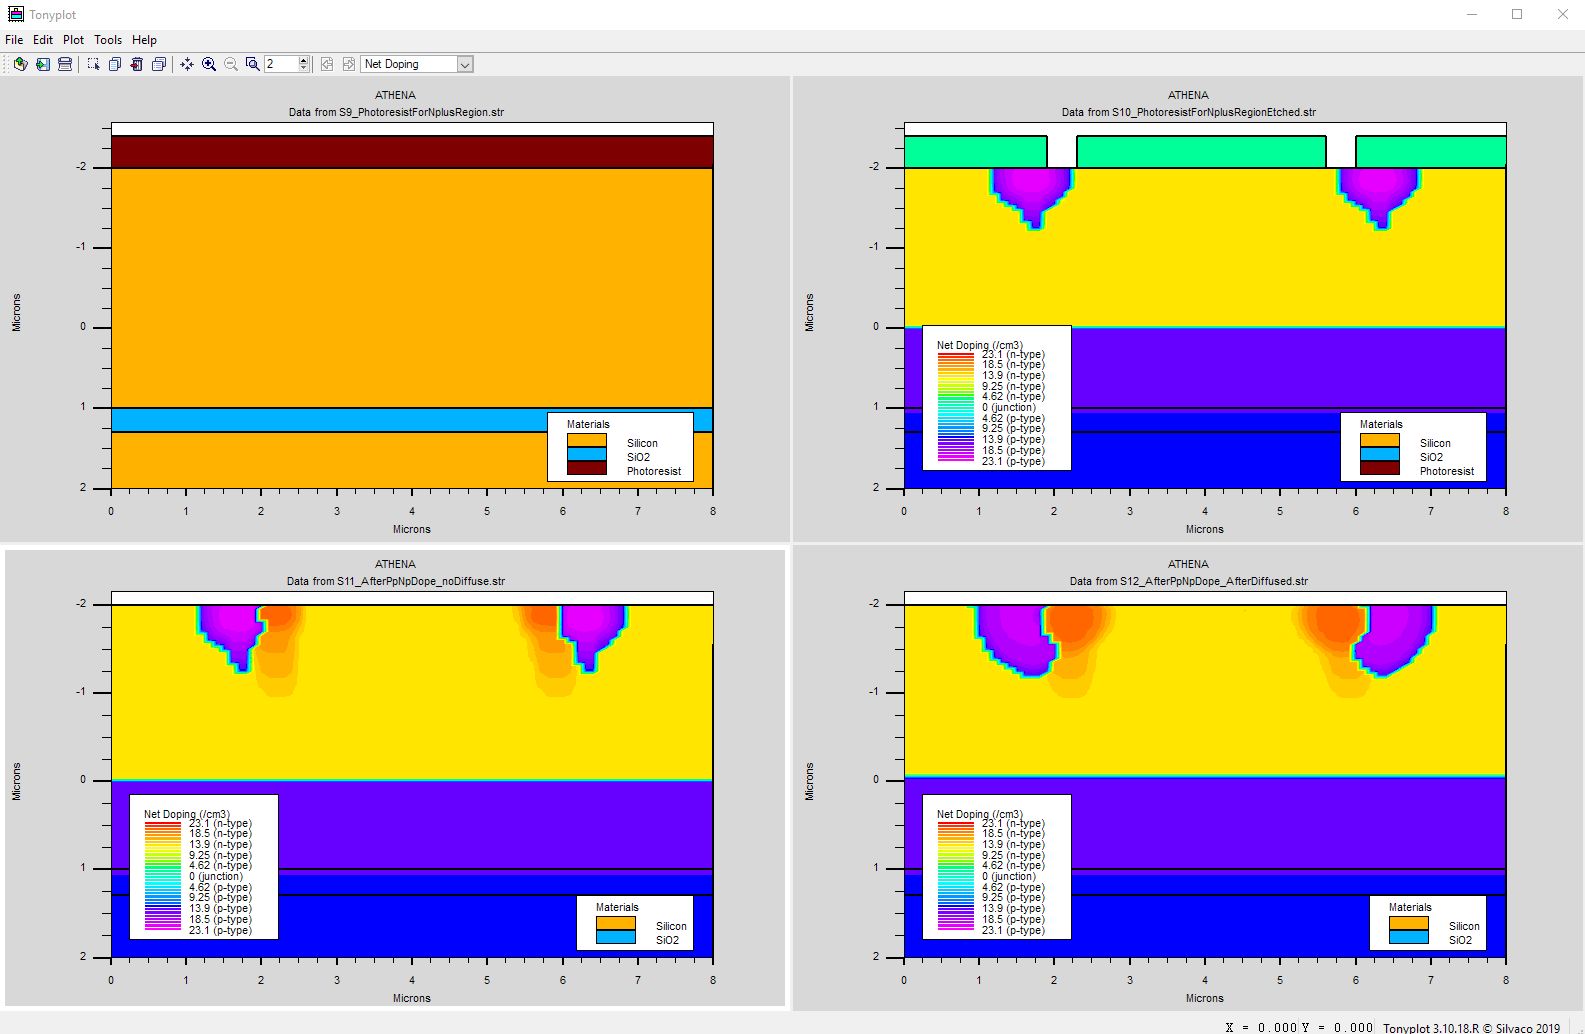 Tonyplot
File Edit Plot Tools Help
2 Net Doping
ATHENA
Data from S9_PhotoresistForNplusRegion.str
-2
-1
0
1
2
Microns
0 1 2 3 4 5 6 7 8
Microns
Materials
Silicon
SiO2
Photoresist
ATHENA
Data from S10_PhotoresistForNplusRegionEtched.str
-2
-1
0
1
2
Microns
0 1 2 3 4 5 6 7 8
Microns
Net Doping (/cm3)
23.1 (n-type)
18.5 (n-type)
13.9 (n-type)
9.25 (n-type)
4.62 (n-type)
0 (junction)
4.62 (p-type)
9.25 (p-type)
13.9 (p-type)
18.5 (p-type)
23.1 (p-type)
Materials
Silicon
SiO2
Photoresist
ATHENA
Data from S11_AfterPpNpDope_noDiffuse.str
-2
-1
0
1
2
Microns
0 1 2 3 4 5 6 7 8
Microns
Net Doping (/cm3)
23.1 (n-type)
18.5 (n-type)
13.9 (n-type)
9.25 (n-type)
4.62 (n-type)
0 (junction)
4.62 (p-type)
9.25 (p-type)
13.9 (p-type)
18.5 (p-type)
23.1 (p-type)
Materials
Silicon
SiO2
ATHENA
Data from S12_AfterPpNpDope_AfterDiffused.str
-2
-1
0
1
2
Microns
0 1 2 3 4 5 6 7 8
Microns
Net Doping (/cm3)
23.1 (n-type)
18.5 (n-type)
13.9 (n-type)
9.25 (n-type)
4.62 (n-type)
0 (junction)
4.62 (p-type)
9.25 (p-type)
13.9 (p-type)
18.5 (p-type)
23.1 (p-type)
Materials
Silicon
SiO2
X = 0.000 Y = 0.000 Tonyplot 3.10.18.R © Silvaco 2019